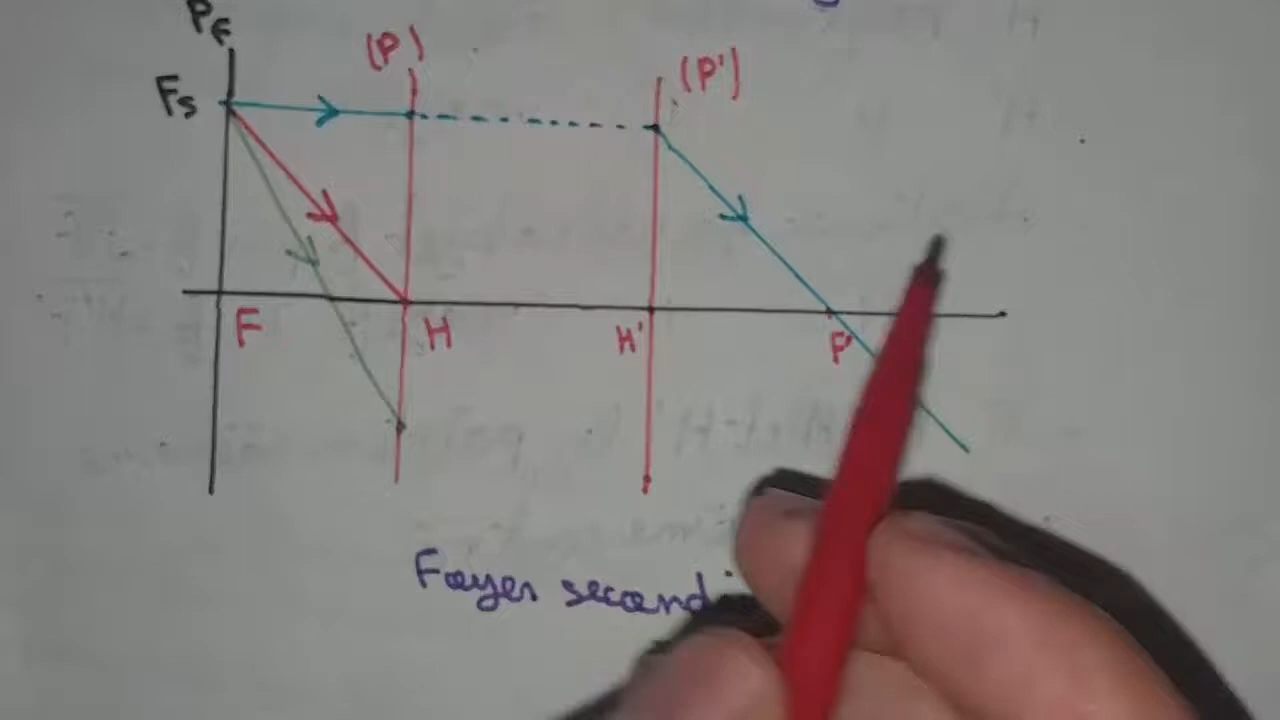 PF
(P)
(P')
Fs
F
H
H'
F'
Foyer second